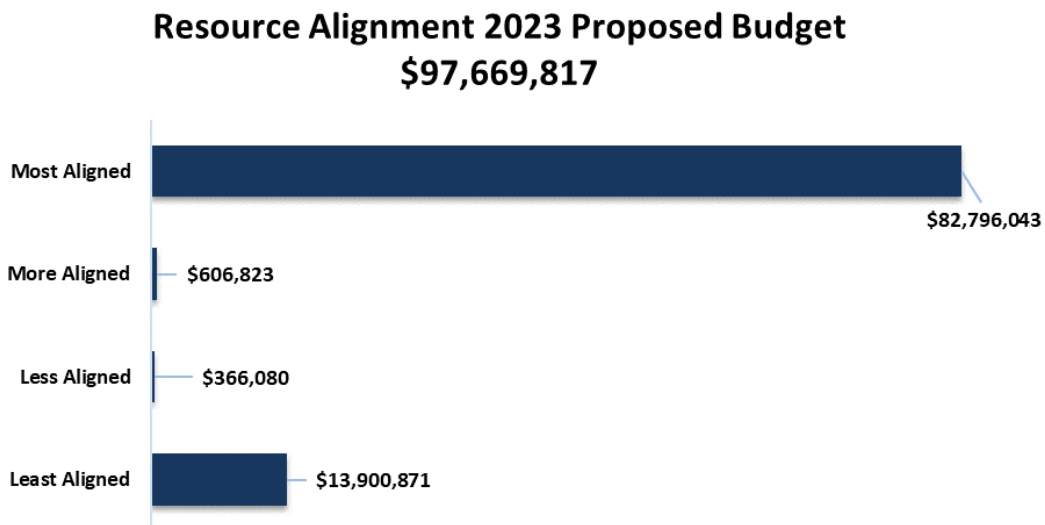 Resource Alignment 2023 Proposed Budget
$97,669,817
Most Aligned
$82,796,043
More Aligned
$606,823
Less Aligned
$366,080
Least Aligned
$13,900,871